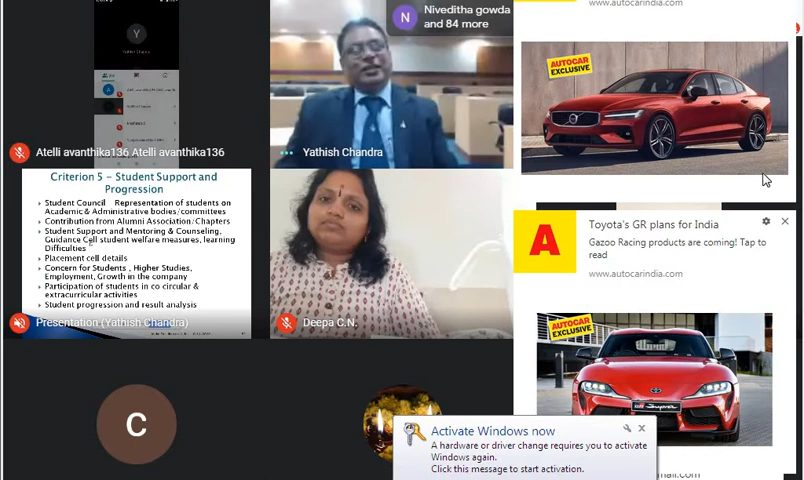 www.autocarindia.com
N
Niveditha gowda
and 84 more
Y
AUTOCAR
EXCLUSIVE
Atelli avanthika136 Atelli avanthika136
Yathish Chandra
Criterion 5 – Student Support and
Progression
Student Council Representation of students on
Academic & Administrative bodies/committees
Contribution from Alumni Association/Chapters
Student Support and Mentoring & Counseling,
Guidance Cell student welfare measures, learning
Difficulties
Placement cell details
Concern for Students , Higher Studies,
Employment, Growth in the company
Participation of students in co circular &
extracurricular activities
Student progression and result analysis
Presentation (Yathish Chandra)
Deepa C.N.
A
Toyota's GR plans for India
Gazoo Racing products are coming! Tap to
read
www.autocarindia.com
AUTOCAR
EXCLUSIVE
Supra
C
Activate Windows now
A hardware or driver change requires you to activate
Windows again.
Click this message to start activation.